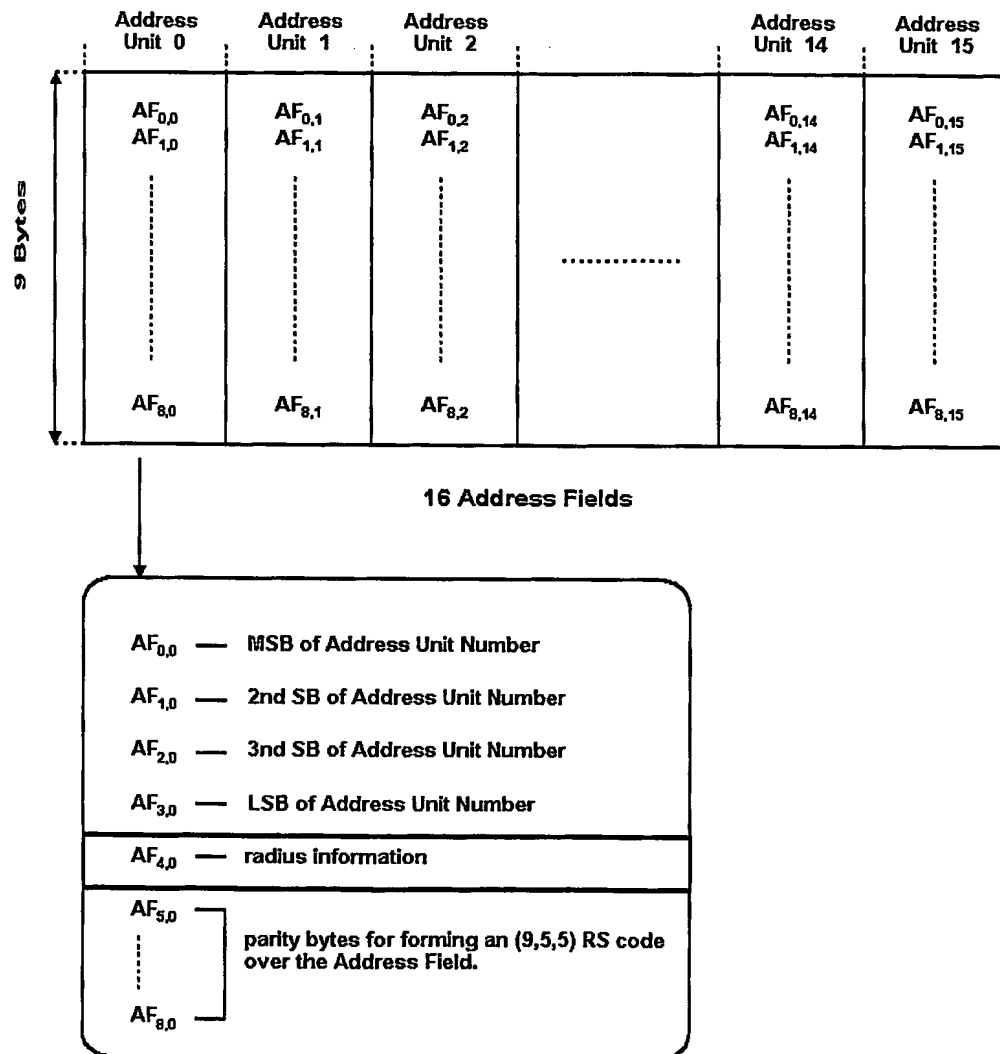 Address Unit 0 Address Unit 1 Address Unit 2 Address Unit 14 Address Unit 15
AF0,0 AF0,1 AF0,2 AF0,14 AF0,15
AF1,0 AF1,1 AF1,2 AF1,14 AF1,15
9 Bytes
AF8,0 AF8,1 AF8,2 AF8,14 AF8,15
16 Address Fields
AF0,0 — MSB of Address Unit Number
AF1,0 — 2nd SB of Address Unit Number
AF2,0 — 3nd SB of Address Unit Number
AF3,0 — LSB of Address Unit Number
AF4,0 — radius information
AF5,0
parity bytes for forming an (9,5,5) RS code
over the Address Field.
AF8,0